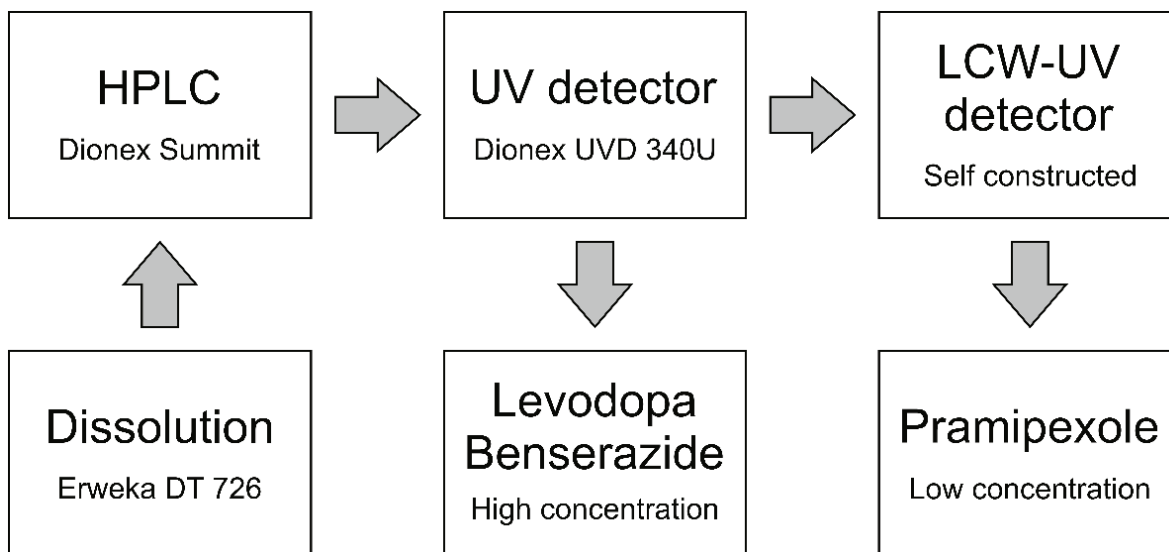 HPLC
Dionex Summit
UV detector
Dionex UVD 340U
LCW-UV
detector
Self constructed
Dissolution
Erweka DT 726
Levodopa
Benserazide
High concentration
Pramipexole
Low concentration